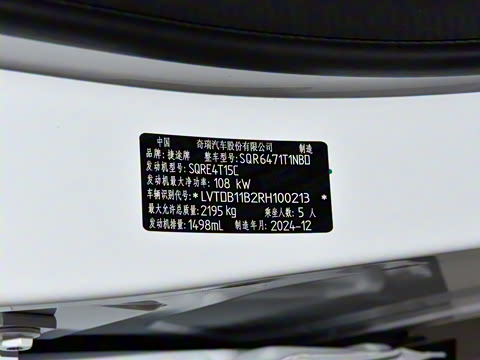 中国 奇瑞汽车股份有限公司 制造
品牌:捷途牌 整车型号:SQR6471T1NBD
发动机型号:SQRE4T15C
发动机最大净功率:108 kW
车辆识别代号:*LVTDB11B2RH100213*
最大允许总质量:2195kg 乘坐人数:5 人
发动机排量:1498mL 制造年月:2024-12